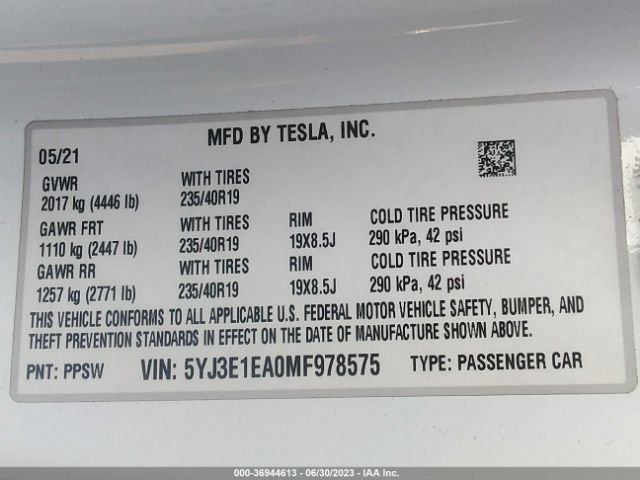 MFD BY TESLA, INC.
05/21
GVWR WITH TIRES
2017 kg (4446 lb) 235/40R19
GAWR FRT WITH TIRES RIM COLD TIRE PRESSURE
1110 kg (2447 lb) 235/40R19 19X8.5J 290 kPa, 42 psi
GAWR RR WITH TIRES RIM COLD TIRE PRESSURE
1257 kg (2771 lb) 235/40R19 19X8.5J 290 kPa, 42 psi
THIS VEHICLE CONFORMS TO ALL APPLICABLE U.S. FEDERAL MOTOR VEHICLE SAFETY, BUMPER, AND
THEFT PREVENTION STANDARDS IN EFFECT ON THE DATE OF MANUFACTURE SHOWN ABOVE.
PNT: PPSW VIN: 5YJ3E1EA0MF978575 TYPE: PASSENGER CAR
000-36944613 - 06/30/2023 - IAA Inc.